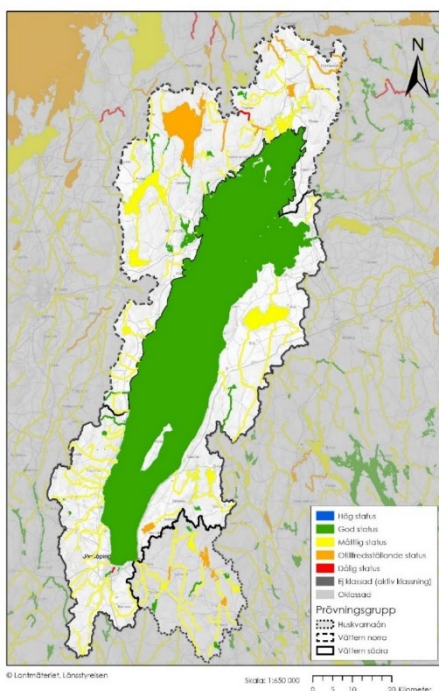 N
Jönköping
Hög status
God status
Måttlig status
Otillfredsställande status
Dålig status
Ej klassad (aktiv klassning)
Oklassad
Prövningsgrupp
Huskvarnaån
Vättern norra
Vättern södra
© Lantmäteriet, Länsstyrelsen
Skala: 1:650 000
0 5 10 20 Kilometer